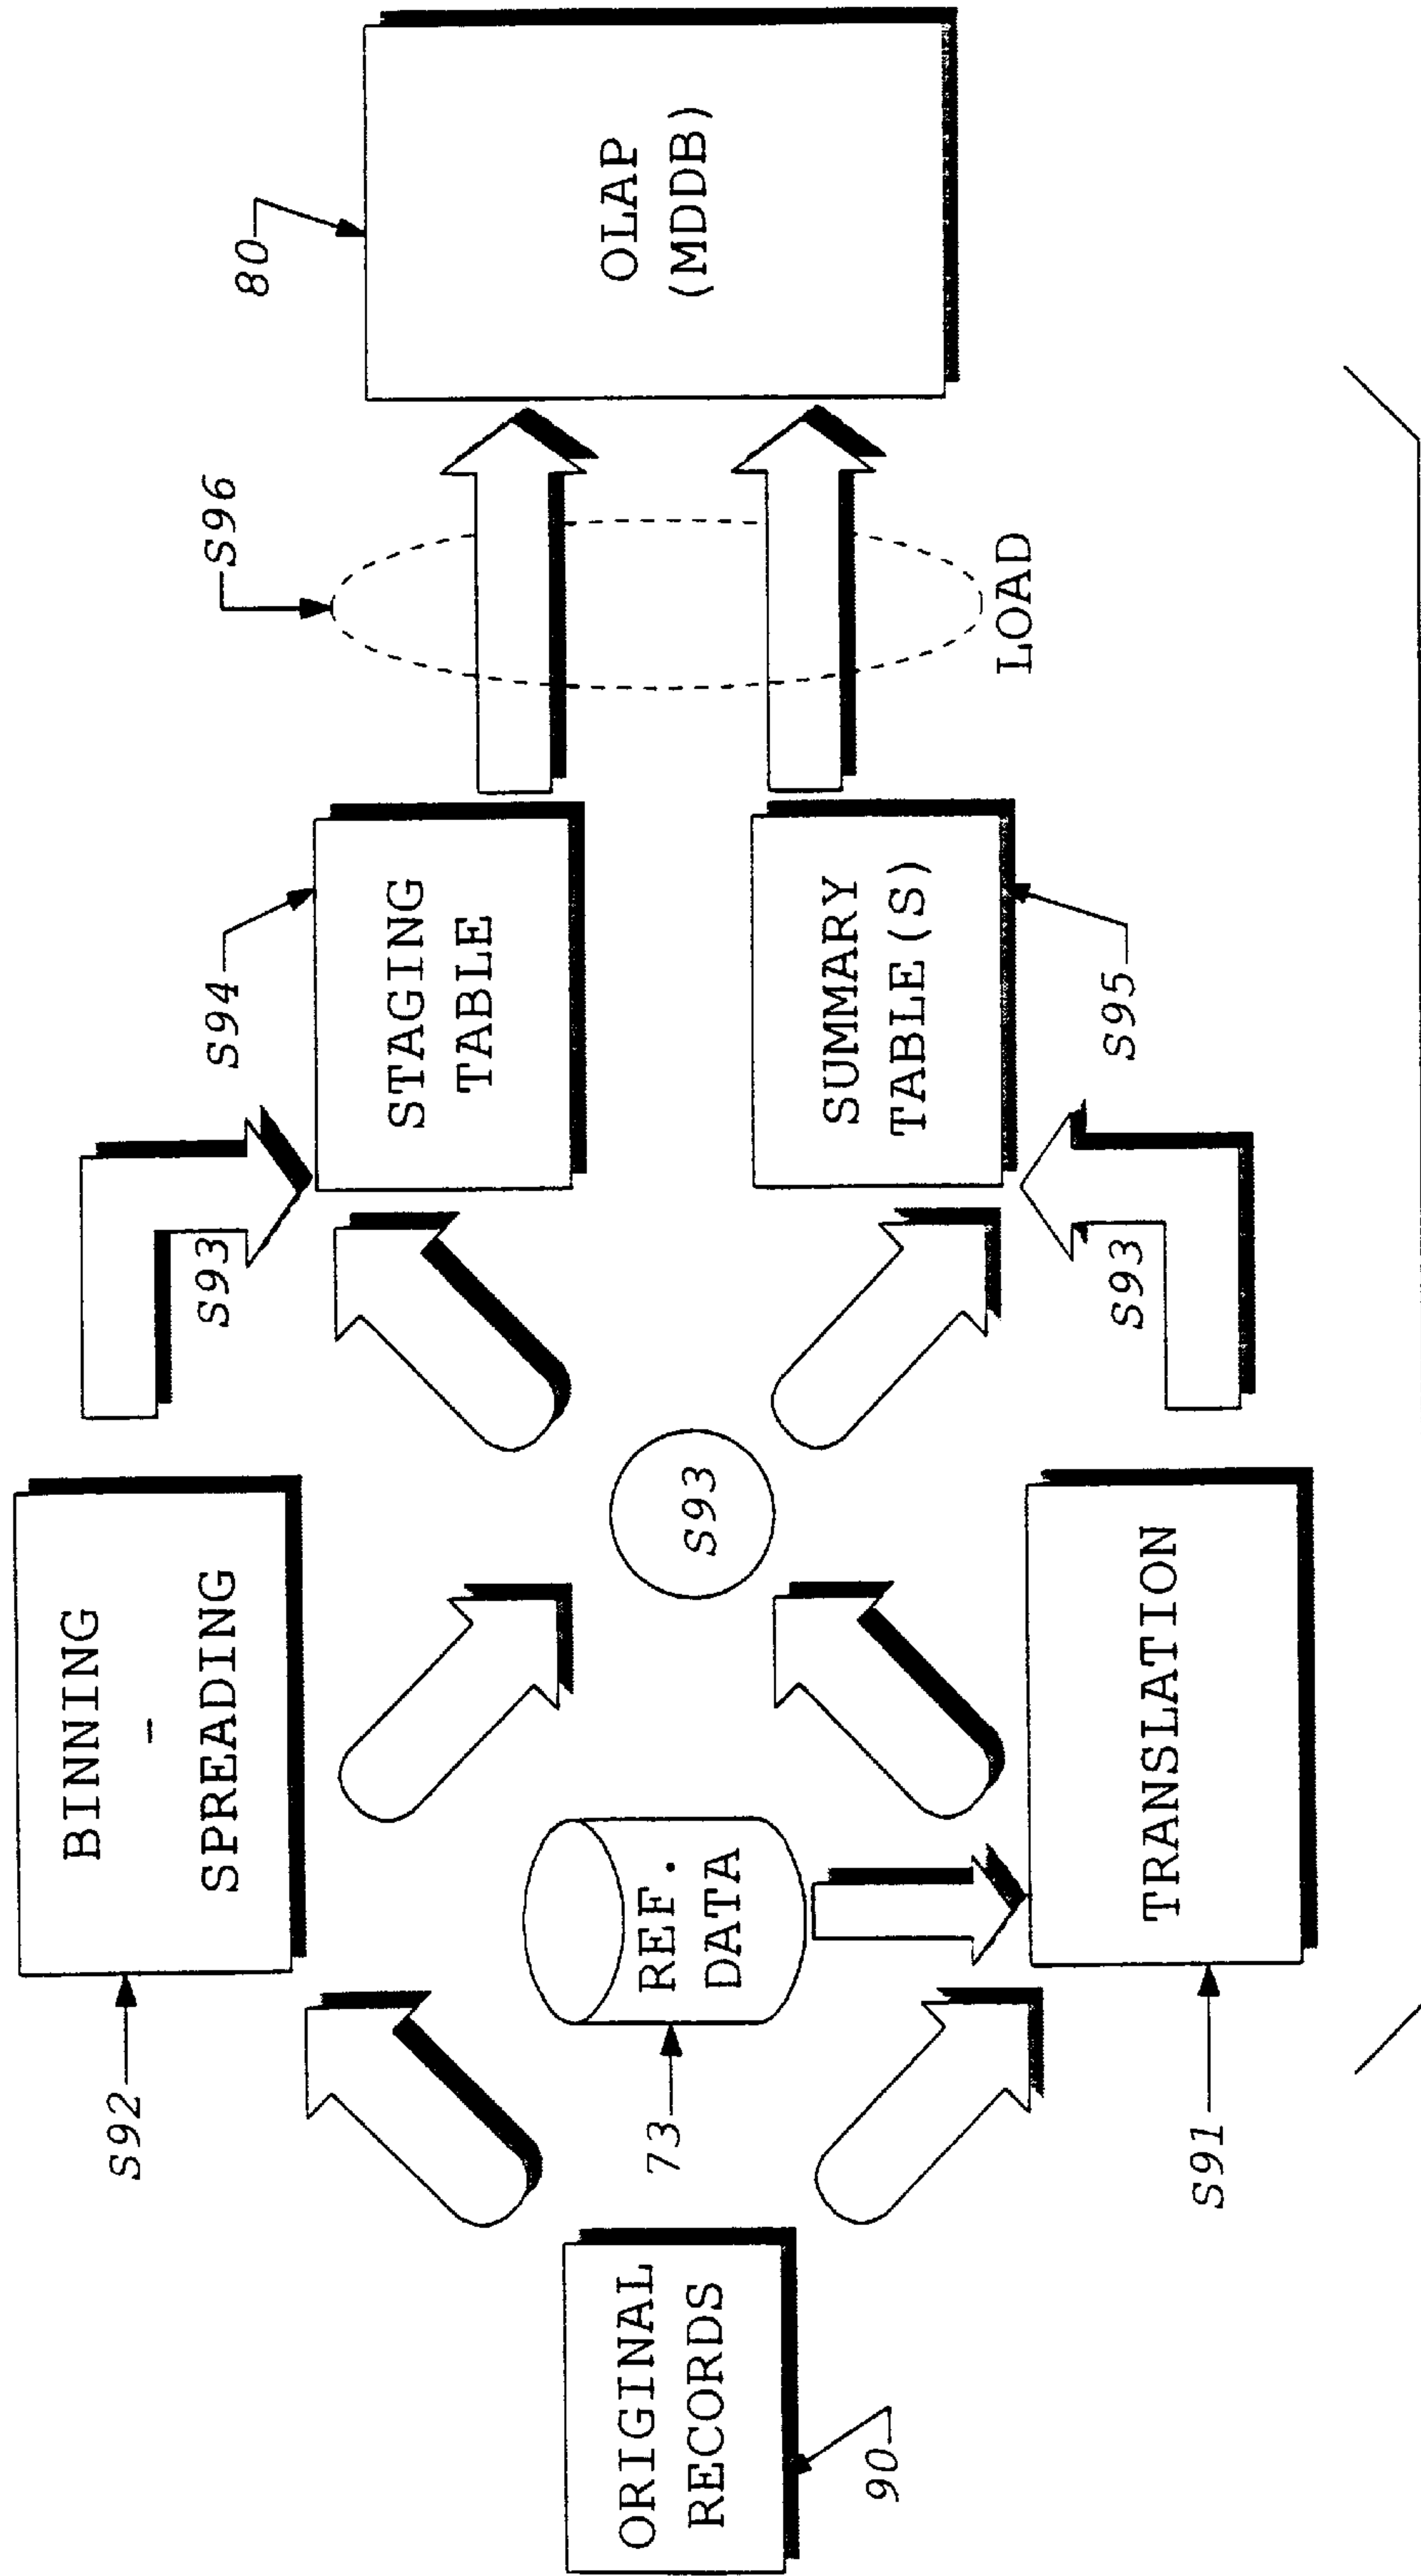 S92
BINNING
-
SPREADING
S93
S94
S96
80
STAGING
TABLE
ORIGINAL
RECORDS
90
73
REF.
DATA
S93
OLAP
(MDDB)
SUMMARY
TABLE(S)
LOAD
S91
TRANSLATION
S93
S95